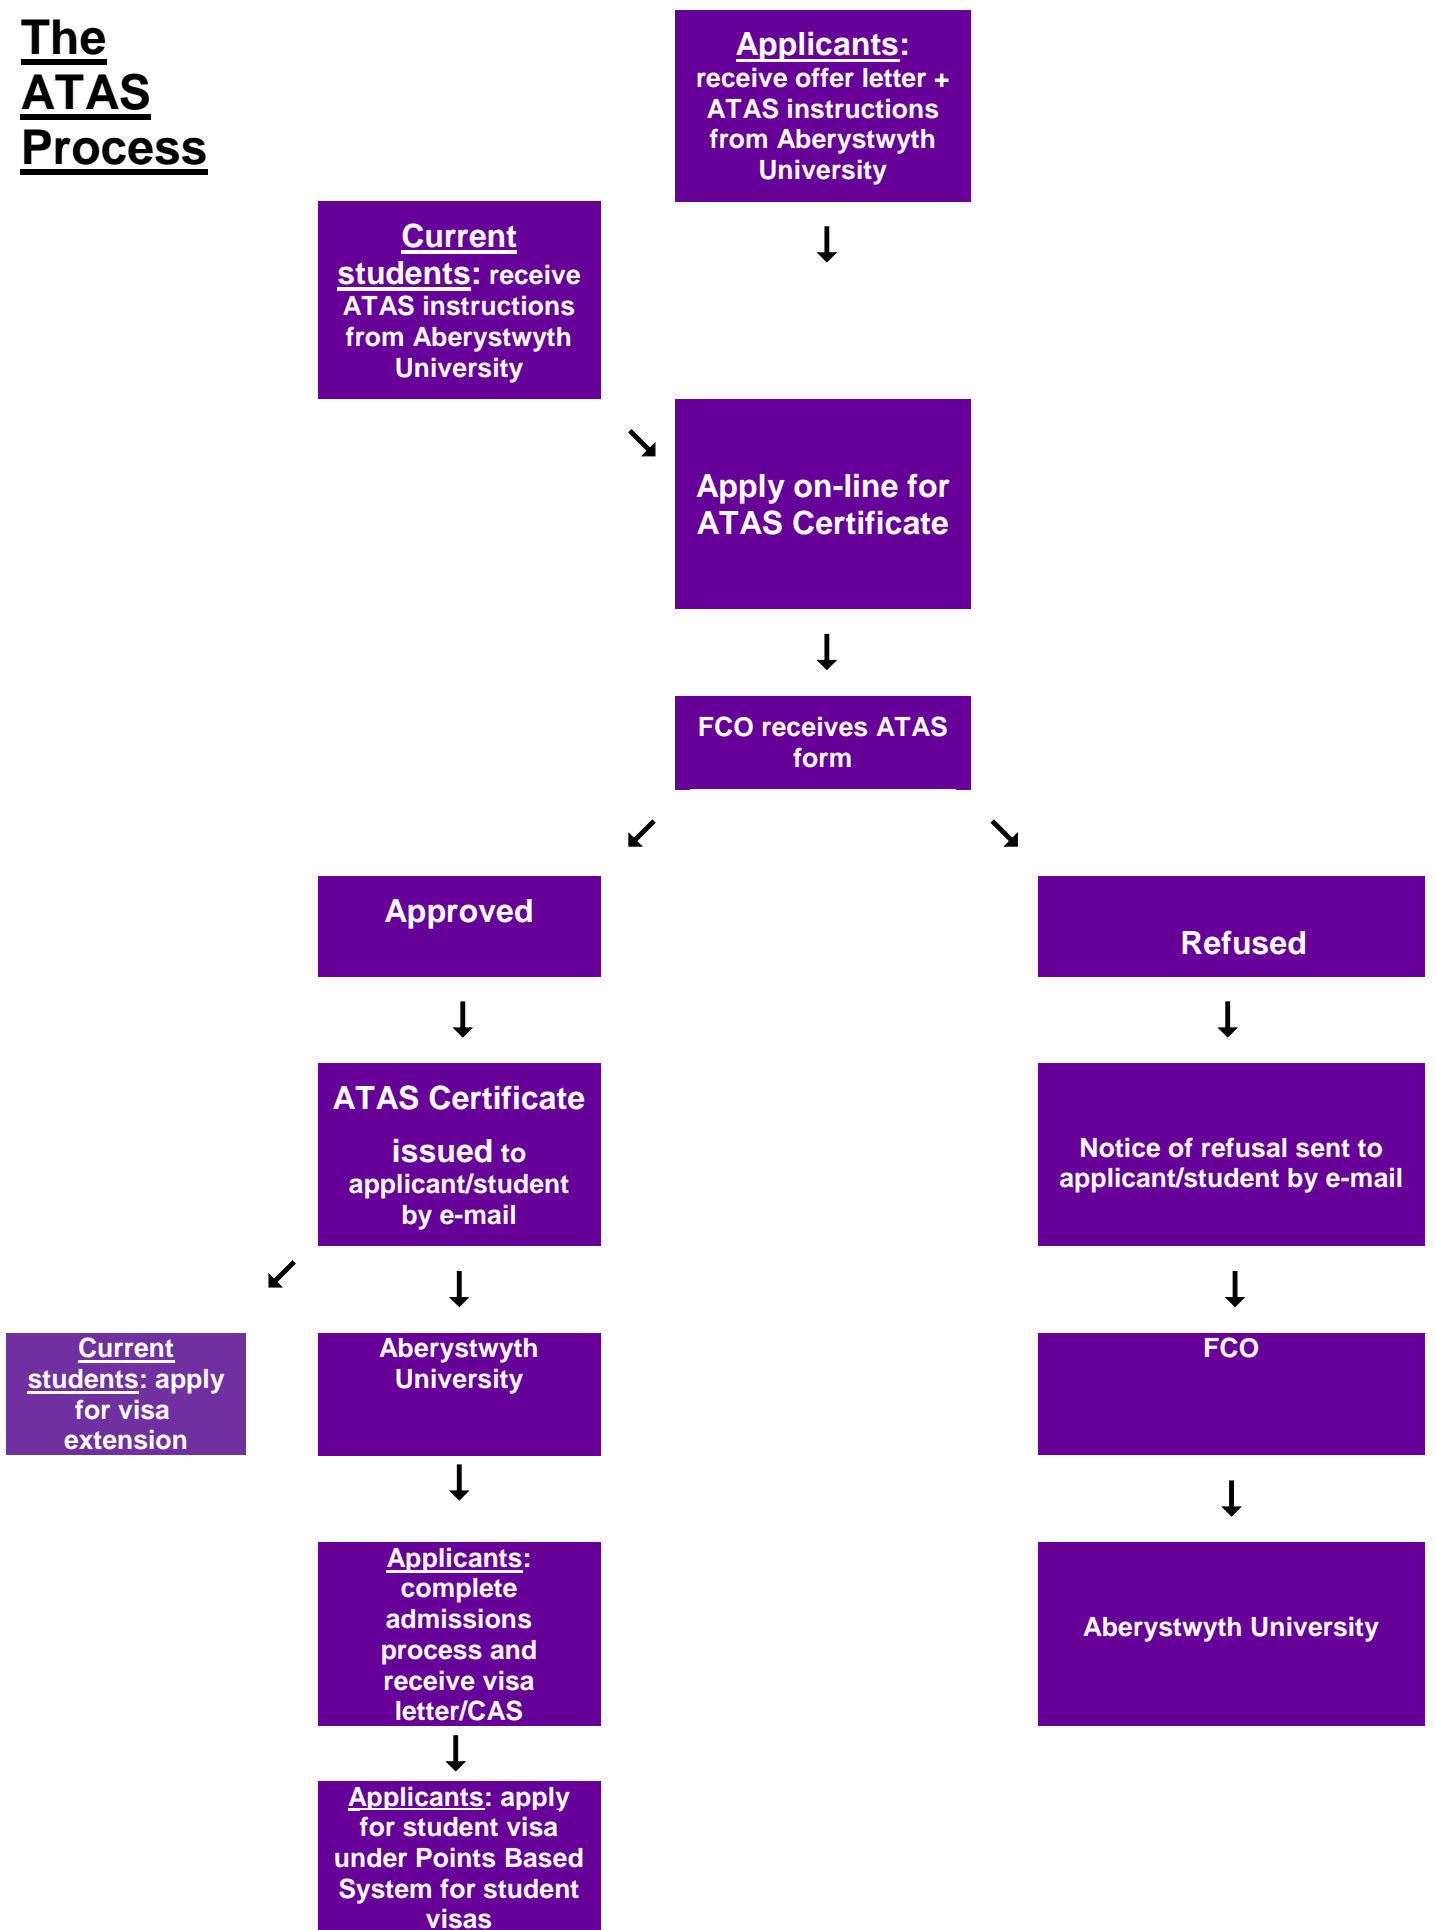 The
ATAS
Process
Applicants:
receive offer letter +
ATAS instructions
from Aberystwyth
University
Current
students: receive
ATAS instructions
from Aberystwyth
University
Apply on-line for
ATAS Certificate
FCO receives ATAS
form
Approved
Refused
ATAS Certificate
issued to
applicant/student
by e-mail
Notice of refusal sent to
applicant/student by e-mail
Current
students: apply
for visa
extension
Aberystwyth
University
FCO
Applicants:
complete
admissions
process and
receive visa
letter/CAS
Aberystwyth University
Applicants: apply
for student visa
under Points Based
System for student
visas